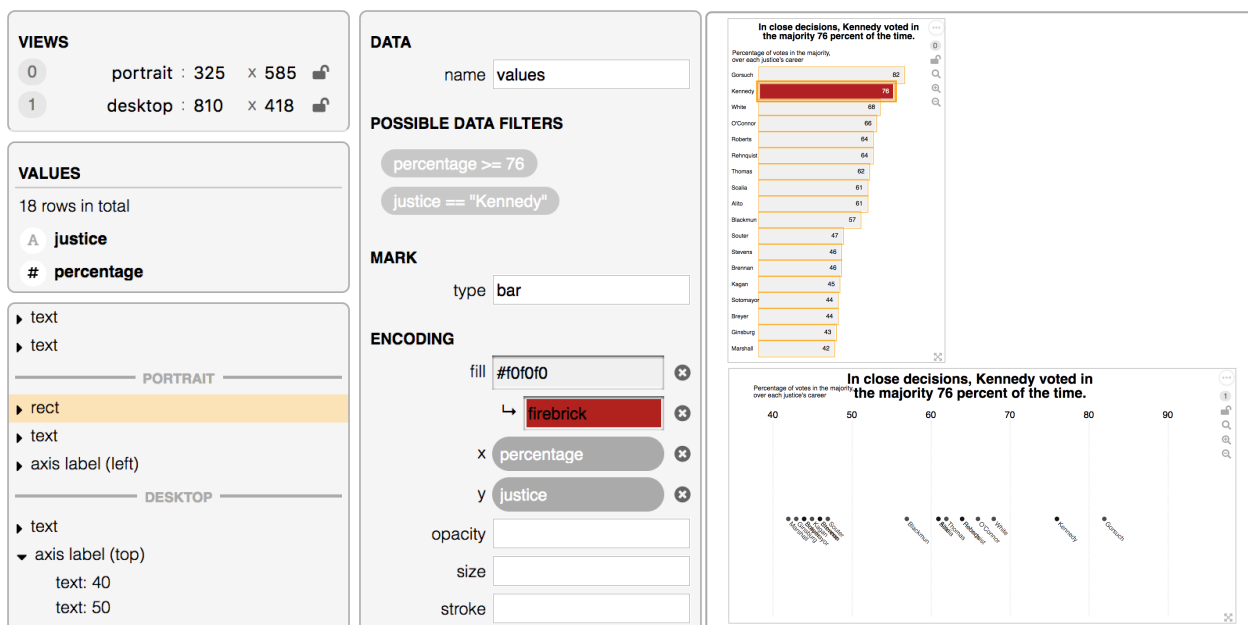 VIEWS
0 portrait : 325 x 585
1 desktop : 810 x 418
VALUES
18 rows in total
A justice
# percentage
text
text
PORTRAIT
rect
text
axis label (left)
DESKTOP
text
axis label (top)
text: 40
text: 50
DATA
name values
POSSIBLE DATA FILTERS
percentage >= 76
justice == "Kennedy"
MARK
type bar
ENCODING
fill #f0f0f0
firebrick
x percentage
y justice
opacity
size
stroke
In close decisions, Kennedy voted in
the majority 76 percent of the time.
0
Percentage of votes in the majority,
over each justice's career
Gorsuch 82
Kennedy 76
White 68
O'Connor 66
Roberts 64
Rehnquist 64
Thomas 62
Scalia 61
Alito 61
Blackmun 57
Souter 47
Stevens 46
Brennan 46
Kagan 45
Sotomayor 44
Breyer 44
Ginsburg 43
Marshall 42
In close decisions, Kennedy voted in
the majority 76 percent of the time.
Percentage of votes in the majority,
over each justice's career
1
40 50 60 70 80 90
Marshall
Ginsburg
Kagan
Souter
Blackmun
Thomas
O'Connor
White
Kennedy
Gorsuch